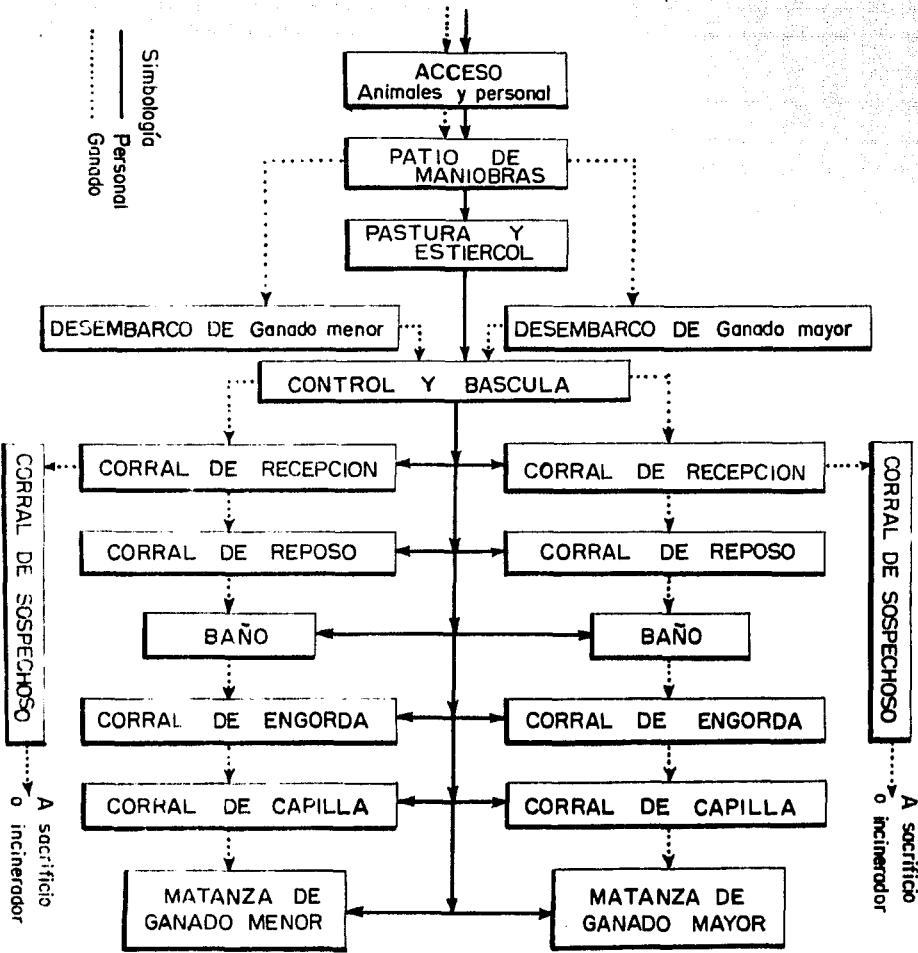 Simbología
Personal
Ganado
ACCESO
Animales y personal
PATIO DE
MANIOBRAS
PASTURA Y
ESTIERCOL
DESEMBARCO DE Ganado menor
DESEMBARCO DE Ganado mayor
CONTROL Y BASCULA
CORRAL DE RECEPCION
CORRAL DE RECEPCION
CORRAL DE SOSPECHOSO
CORRAL DE SOSPECHOSO
CORRAL DE REPOSO
CORRAL DE REPOSO
BAÑO
BAÑO
CORRAL DE ENGORDA
CORRAL DE ENGORDA
CORRAL DE CAPILLA
CORRAL DE CAPILLA
A sacrificio
o incinerador
A sacrificio
o incinerador
MATANZA DE
GANADO MENOR
MATANZA DE
GANADO MAYOR